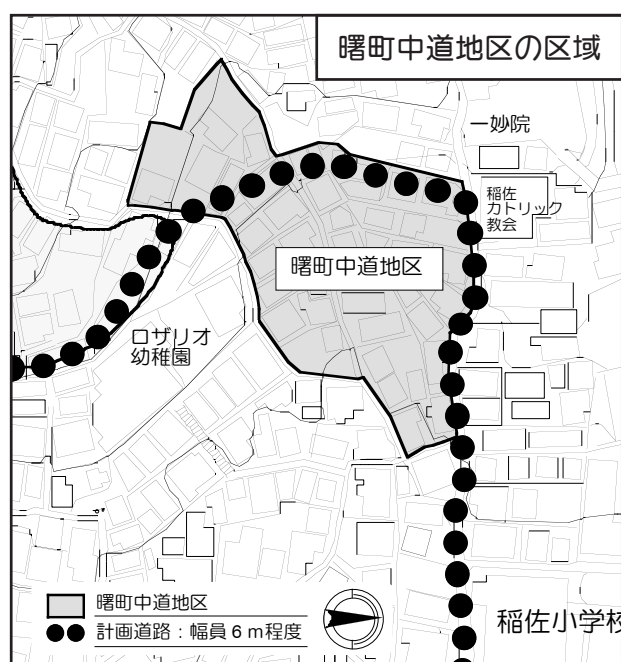 曙町中道地区の区域
一妙院
稲佐
カトリック
教会
曙町中道地区
ロザリオ
幼稚園
曙町中道地区
計画道路：幅員６ｍ程度
稲佐小学校